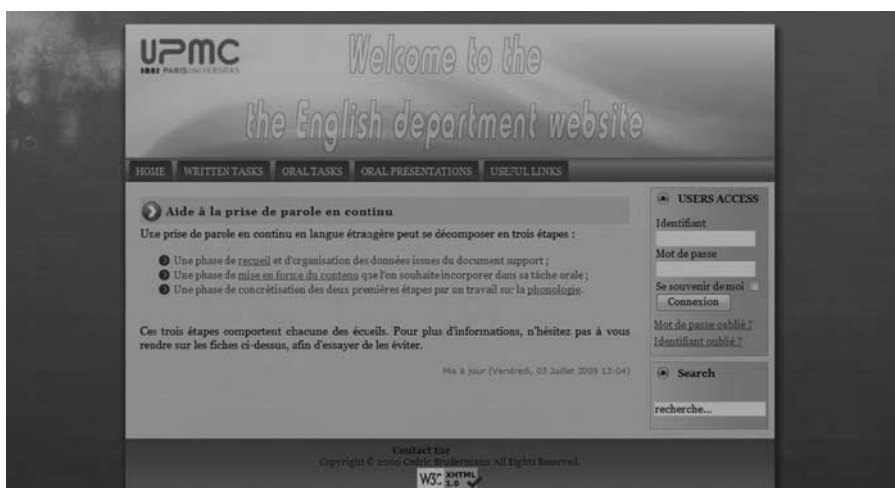 UPMC
PARISUNIVERSITAS
Welcome to the
the English department website
HOME WRITTEN TASKS ORAL TASKS ORAL PRESENTATIONS USEFUL LINKS
Aide à la prise de parole en continu
Une prise de parole en continu en langue étrangère peut se décomposer en trois étapes :
Une phase de recueil et d'organisation des données issues du document support ;
Une phase de mise en forme du contenu que l'on souhaite incorporer dans sa tâche orale ;
Une phase de concrétisation des deux premières étapes par un travail sur la phonologie.
Ces trois étapes comportent chacune des écueils. Pour plus d'informations, n'hésitez pas à vous
rendre sur les fiches ci-dessus, afin d'essayer de les éviter.
Mis à jour (Vendredi, 03 Juillet 2009 13:04)
USERS ACCESS
Identifiant
Mot de passe
Se souvenir de moi
Connexion
Mot de passe oublié ?
Identifiant oublié ?
Search
recherche...
Contact the
Copyright © 2009 Cedric Brudermann All Rights Reserved.
W3C XHTML
1.0